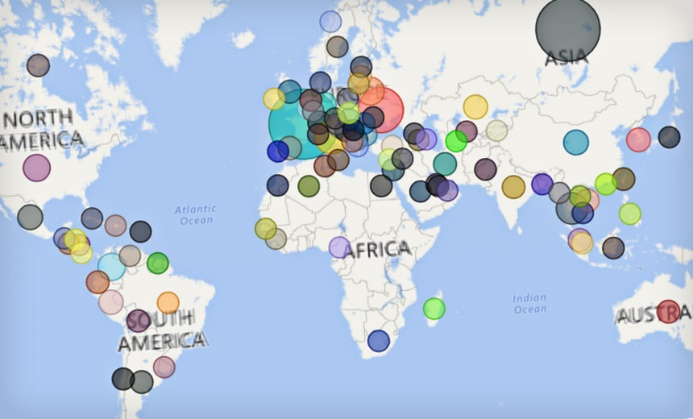 ASIA
NORTH
AMERICA
Atlantic
Ocean
AFRICA
Indian
Ocean
SOUTH
AMERICA
AUSTRA